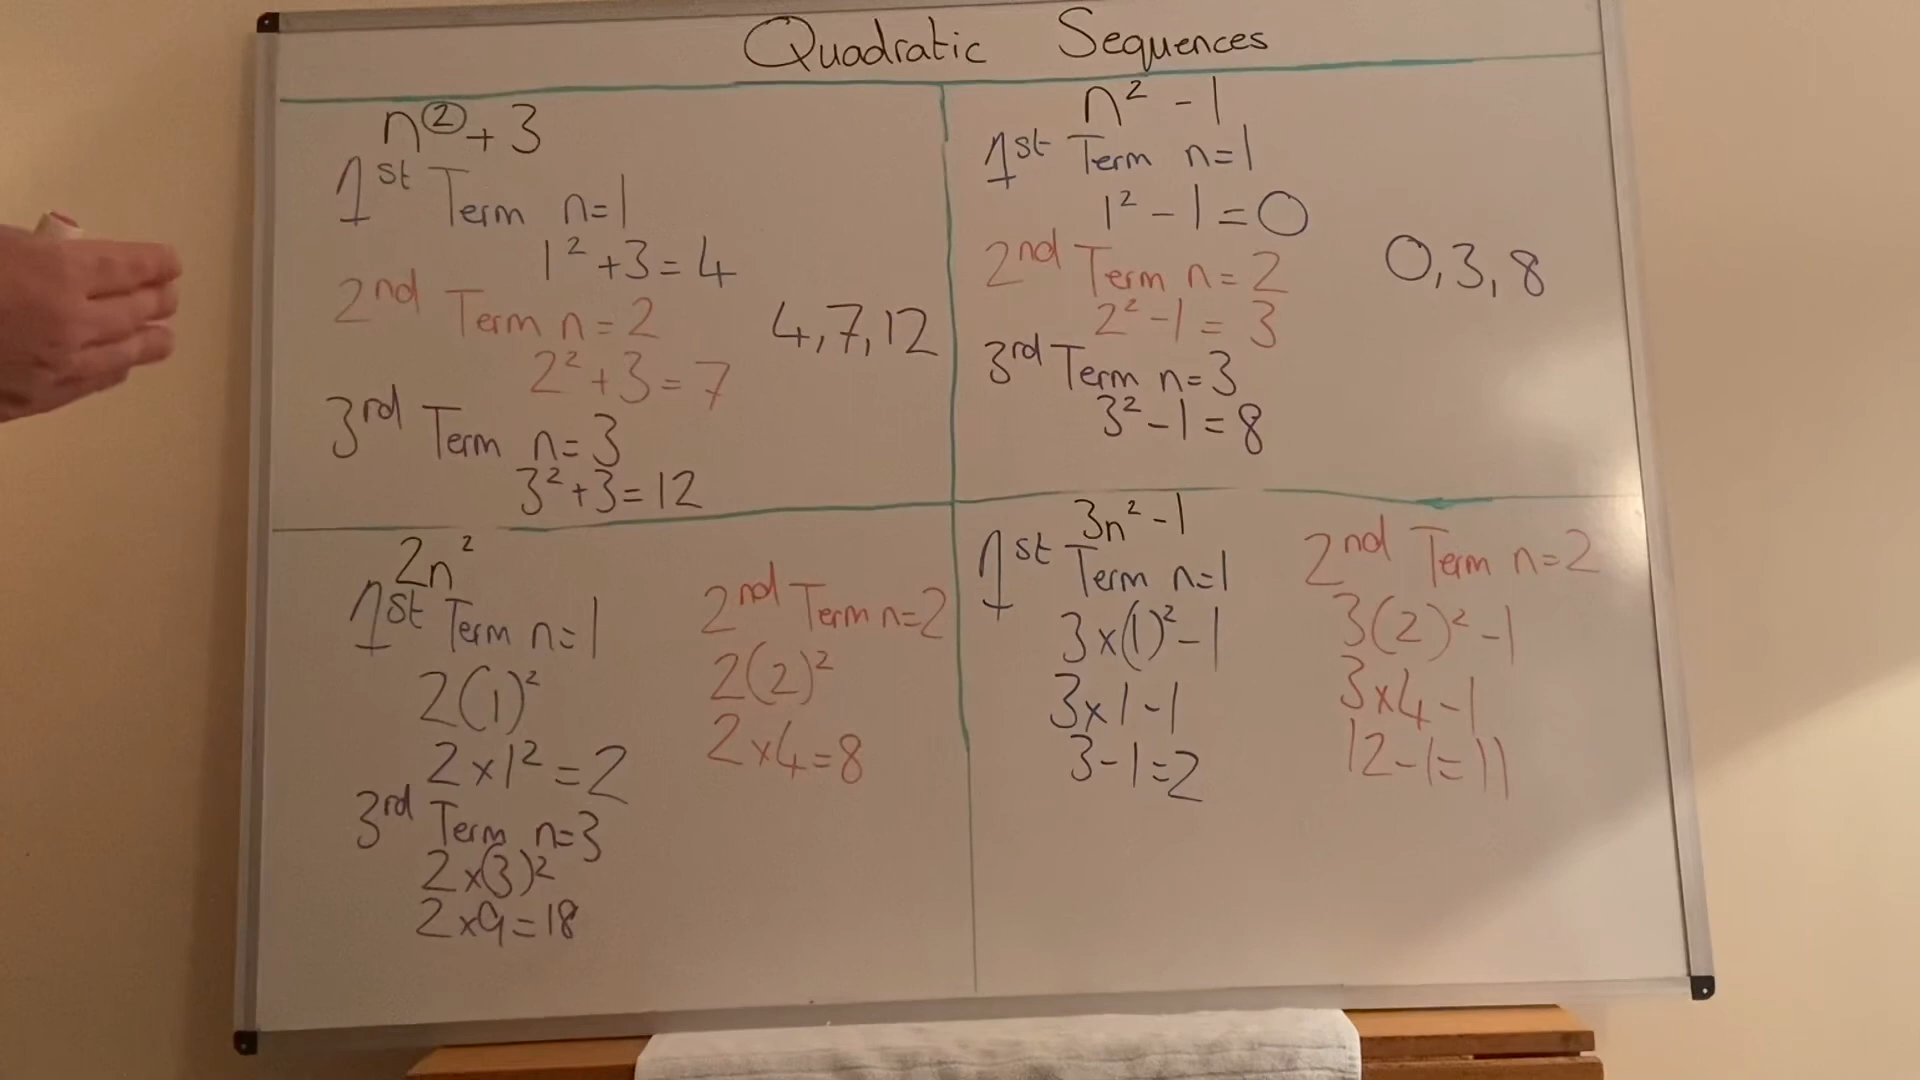 Quadratic Sequences
n² + 3
1st Term n=1
1² + 3 = 4
2nd Term n = 2
2² + 3 = 7
3rd Term n = 3
3² + 3 = 12
4, 7, 12
n² - 1
1st Term n=1
1² - 1 = 0
2nd Term n = 2
2² - 1 = 3
3rd Term n = 3
3² - 1 = 8
0, 3, 8
2n²
1st Term n=1
2(1)²
2 × 1² = 2
2nd Term n=2
2(2)²
2 × 4 = 8
3rd Term n=3
2 × (3)²
2 × 9 = 18
3n² - 1
1st Term n=1
3 × (1)² - 1
3 × 1 - 1
3 - 1 = 2
2nd Term n=2
3(2)² - 1
3 × 4 - 1
12 - 1 = 11